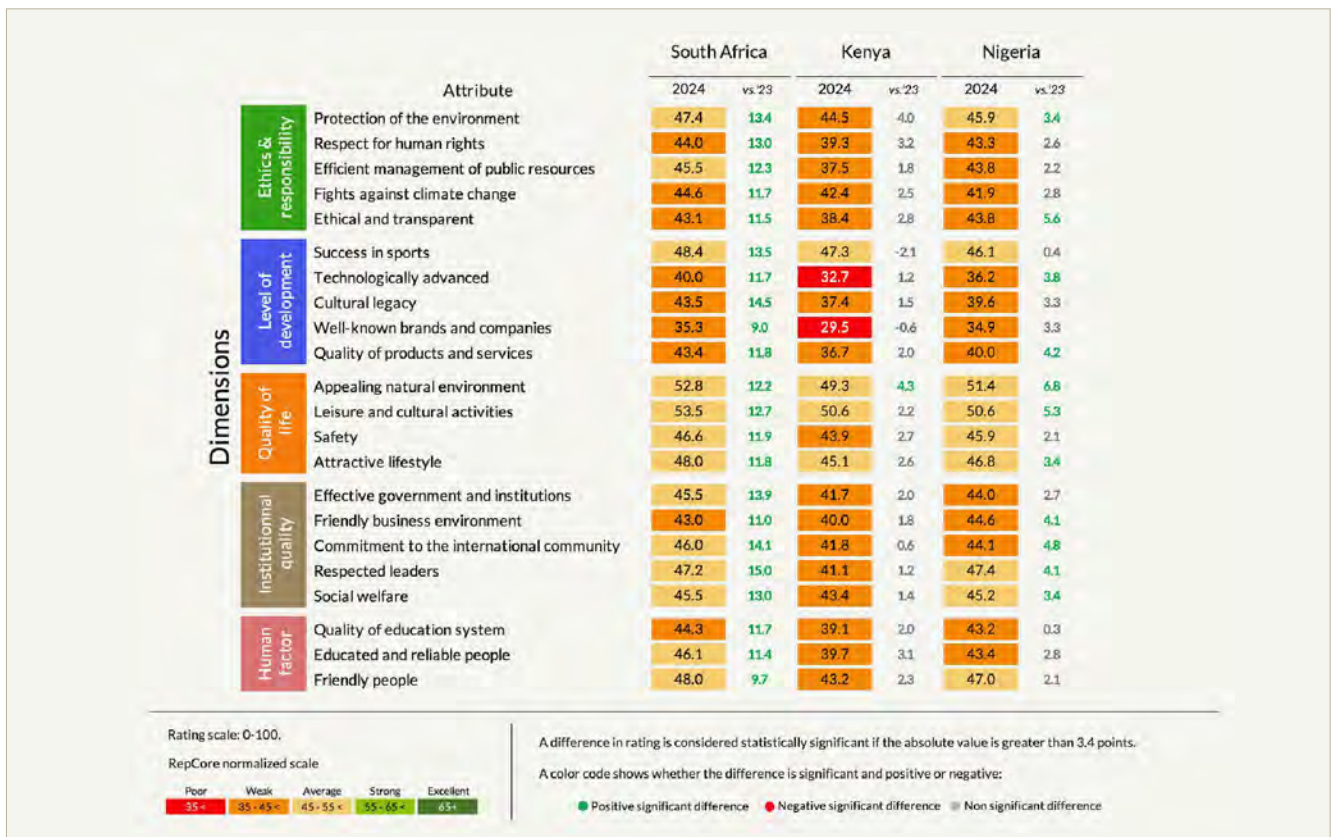 South Africa Kenya Nigeria
Attribute 2024 vs.'23 2024 vs.'23 2024 vs.'23
Dimensions
Ethics & responsibility
Protection of the environment 47.4 13.4 44.5 4.0 45.9 3.4
Respect for human rights 44.0 13.0 39.3 3.2 43.3 2.6
Efficient management of public resources 45.5 12.3 37.5 1.8 43.8 2.2
Fights against climate change 44.6 11.7 42.4 2.5 41.9 2.8
Ethical and transparent 43.1 11.5 38.4 2.8 43.8 5.6
Level of development
Success in sports 48.4 13.5 47.3 -2.1 46.1 0.4
Technologically advanced 40.0 11.7 32.7 1.2 36.2 3.8
Cultural legacy 43.5 14.5 37.4 1.5 39.6 3.3
Well-known brands and companies 35.3 9.0 29.5 -0.6 34.9 3.3
Quality of products and services 43.4 11.8 36.7 2.0 40.0 4.2
Quality of life
Appealing natural environment 52.8 12.2 49.3 4.3 51.4 6.8
Leisure and cultural activities 53.5 12.7 50.6 2.2 50.6 5.3
Safety 46.6 11.9 43.9 2.7 45.9 2.1
Attractive lifestyle 48.0 11.8 45.1 2.6 46.8 3.4
Institutionnal quality
Effective government and institutions 45.5 13.9 41.7 2.0 44.0 2.7
Friendly business environment 43.0 11.0 40.0 1.8 44.6 4.1
Commitment to the international community 46.0 14.1 41.8 0.6 44.1 4.8
Respected leaders 47.2 15.0 41.1 1.2 47.4 4.1
Social welfare 45.5 13.0 43.4 1.4 45.2 3.4
Human factor
Quality of education system 44.3 11.7 39.1 2.0 43.2 0.3
Educated and reliable people 46.1 11.4 39.7 3.1 43.4 2.8
Friendly people 48.0 9.7 43.2 2.3 47.0 2.1
Rating scale: 0-100.
RepCore normalized scale
Poor Weak Average Strong Excellent
35< 35 - 45 < 45 - 55 < 55 - 65 < 65<
A difference in rating is considered statistically significant if the absolute value is greater than 3.4 points.
A color code shows whether the difference is significant and positive or negative:
Positive significant difference Negative significant difference Non significant difference